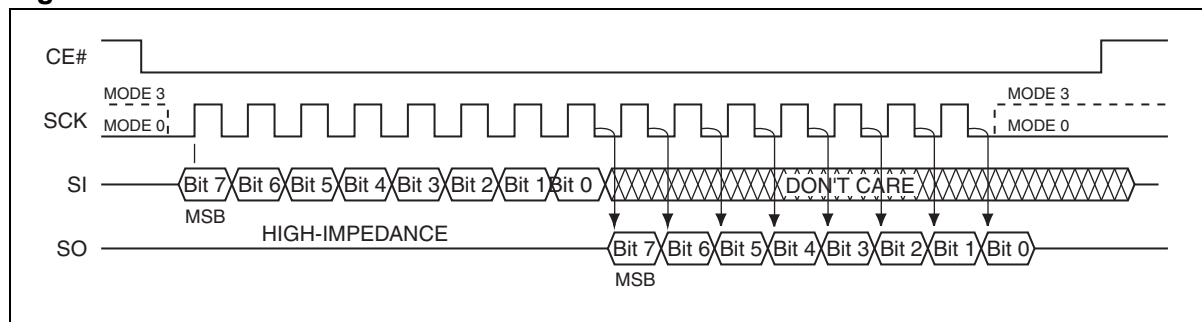 CE#
MODE 3 MODE 3
SCK
MODE 0 MODE 0
SI Bit 7 Bit 6 Bit 5 Bit 4 Bit 3 Bit 2 Bit 1 Bit 0 DON'T CARE
MSB
HIGH-IMPEDANCE
SO Bit 7 Bit 6 Bit 5 Bit 4 Bit 3 Bit 2 Bit 1 Bit 0
MSB